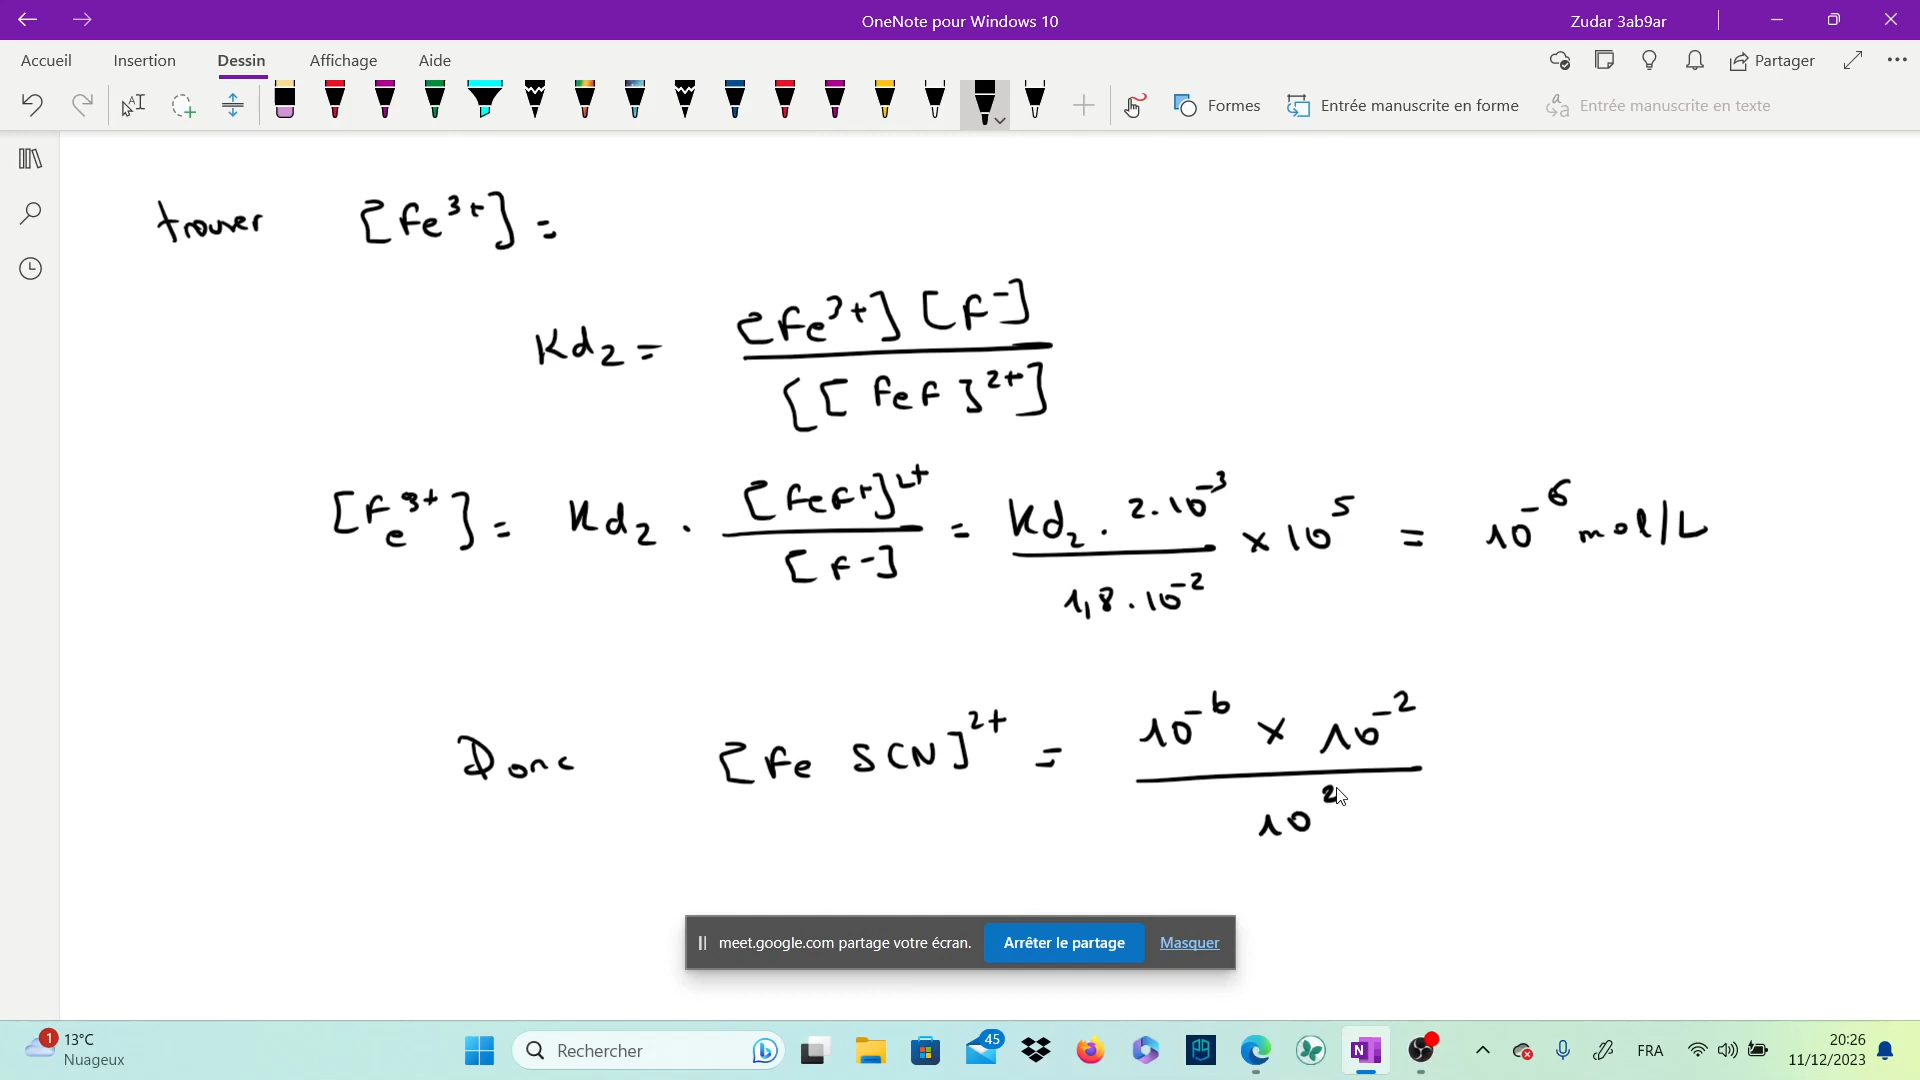 OneNote pour Windows 10
Zudar 3ab9ar
Accueil Insertion Dessin Affichage Aide
Partager
Formes Entrée manuscrite en forme Entrée manuscrite en texte
trouver [Fe³⁺] =
Kd₂ = [Fe³⁺] [F⁻] / [[FeF]²⁺]
[Fe³⁺] = Kd₂ · [FeF]²⁺ / [F⁻] = Kd₂ · 2·10⁻³ / 1,8·10⁻² × 10⁵ = 10⁻⁶ mol/L
Donc [Fe SCN]²⁺ = 10⁻⁶ × 10⁻² / 10²
meet.google.com partage votre écran. Arrêter le partage Masquer
1 13°C
Nuageux
Rechercher
45
FRA
20:26
11/12/2023